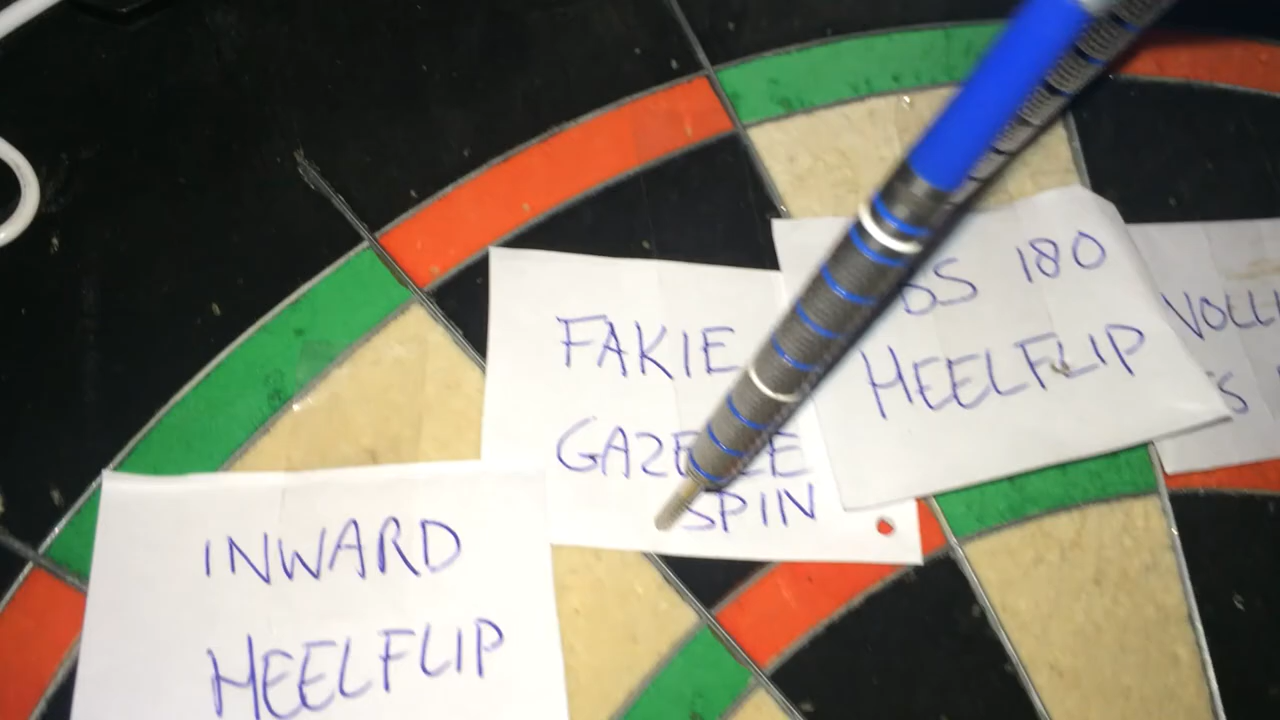 FAKIE
GAZELLE
SPIN
180
HEELFLIP
INWARD
HEELFLIP